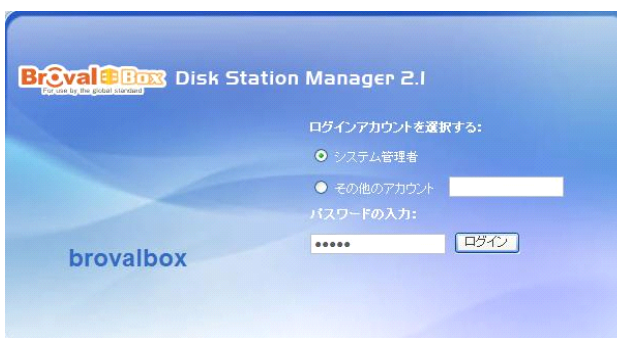 Broval Box Disk Station Manager 2.1
For use by the global standard
ログインアカウントを選択する:
システム管理者
その他のアカウント
パスワードの入力:
••••• ログイン
brovalbox